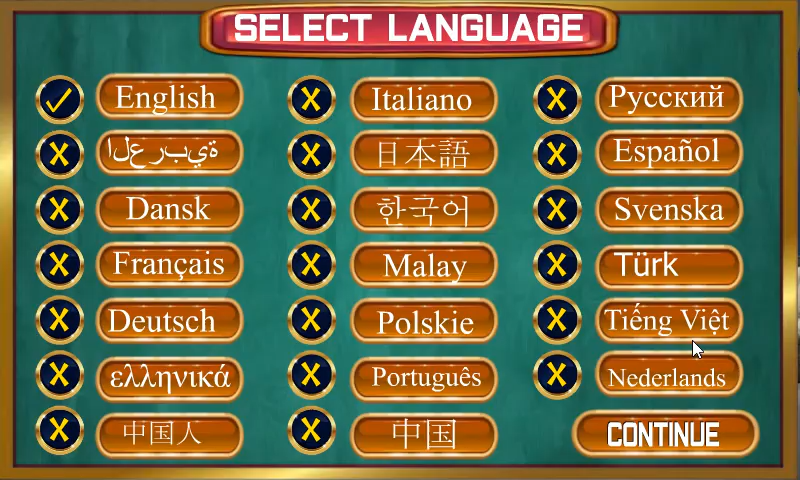 SELECT LANGUAGE
English
Italiano
Русский
ا ل ع ر ب ي ة
日本語
Español
Dansk
한국어
Svenska
Français
Malay
Türk
Deutsch
Polskie
Tiếng Việt
ελληνικά
Português
Nederlands
中国人
中国
CONTINUE